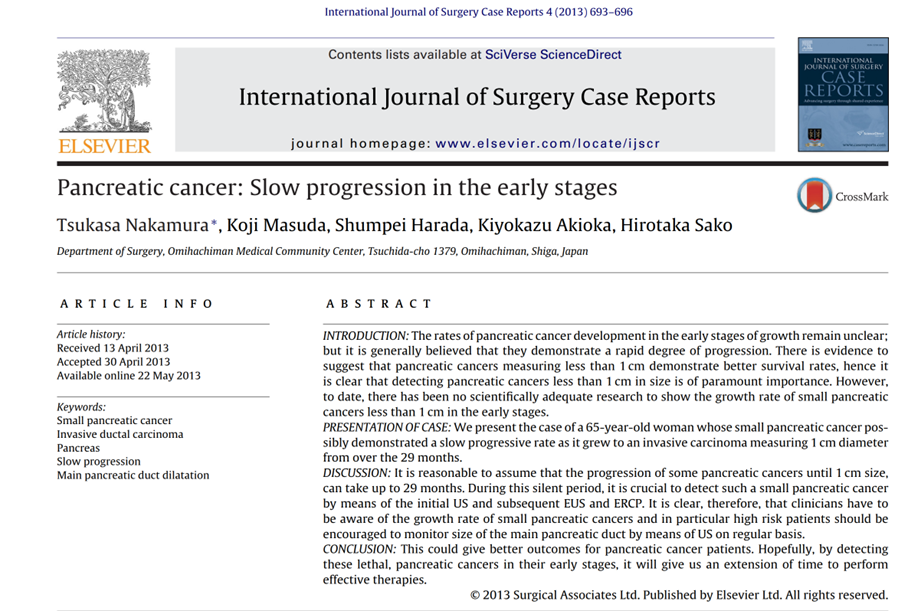 International Journal of Surgery Case Reports 4 (2013) 693–696
Contents lists available at SciVerse ScienceDirect
International Journal of Surgery Case Reports
journal homepage: www.elsevier.com/locate/ijscr
ELSEVIER
INTERNATIONAL
JOURNAL OF SURGERY
CASE
REPORTS
Pancreatic cancer: Slow progression in the early stages
CrossMark
Tsukasa Nakamura*, Koji Masuda, Shumpei Harada, Kiyokazu Akioka, Hirotaka Sako
Department of Surgery, Omihachiman Medical Community Center, Tsuchida-cho 1379, Omihachiman, Shiga, Japan
ARTICLE INFO
Article history:
Received 13 April 2013
Accepted 30 April 2013
Available online 22 May 2013
Keywords:
Small pancreatic cancer
Invasive ductal carcinoma
Pancreas
Slow progression
Main pancreatic duct dilatation
ABSTRACT
INTRODUCTION: The rates of pancreatic cancer development in the early stages of growth remain unclear;
but it is generally believed that they demonstrate a rapid degree of progression. There is evidence to
suggest that pancreatic cancers measuring less than 1 cm demonstrate better survival rates, hence it
is clear that detecting pancreatic cancers less than 1 cm in size is of paramount importance. However,
to date, there has been no scientifically adequate research to show the growth rate of small pancreatic
cancers less than 1 cm in the early stages.
PRESENTATION OF CASE: We present the case of a 65-year-old woman whose small pancreatic cancer pos-
sibly demonstrated a slow progressive rate as it grew to an invasive carcinoma measuring 1 cm diameter
from over the 29 months.
DISCUSSION: It is reasonable to assume that the progression of some pancreatic cancers until 1 cm size,
can take up to 29 months. During this silent period, it is crucial to detect such a small pancreatic cancer
by means of the initial US and subsequent EUS and ERCP. It is clear, therefore, that clinicians have to
be aware of the growth rate of small pancreatic cancers and in particular high risk patients should be
encouraged to monitor size of the main pancreatic duct by means of US on regular basis.
CONCLUSION: This could give better outcomes for pancreatic cancer patients. Hopefully, by detecting
these lethal, pancreatic cancers in their early stages, it will give us an extension of time to perform
effective therapies.
© 2013 Surgical Associates Ltd. Published by Elsevier Ltd. All rights reserved.